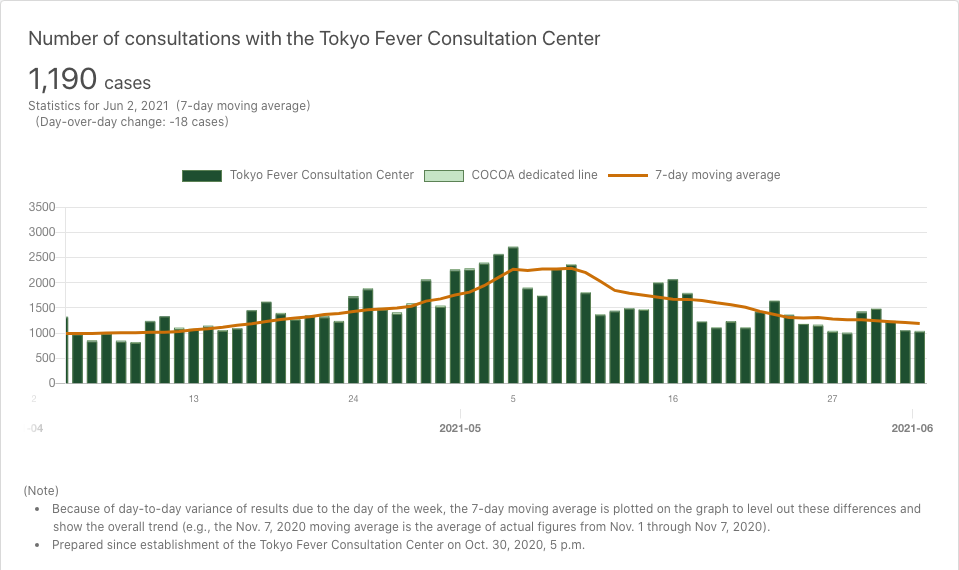 Number of consultations with the Tokyo Fever Consultation Center
1,190 cases
Statistics for Jun 2, 2021 (7-day moving average)
(Day-over-day change: -18 cases)
Tokyo Fever Consultation Center COCOA dedicated line 7-day moving average
3500
3000
2500
2000
1500
1000
500
0
2 13 24 5 16 27
-04 2021-05 2021-06
(Note)
• Because of day-to-day variance of results due to the day of the week, the 7-day moving average is plotted on the graph to level out these differences and
show the overall trend (e.g., the Nov. 7, 2020 moving average is the average of actual figures from Nov. 1 through Nov 7, 2020).
• Prepared since establishment of the Tokyo Fever Consultation Center on Oct. 30, 2020, 5 p.m.